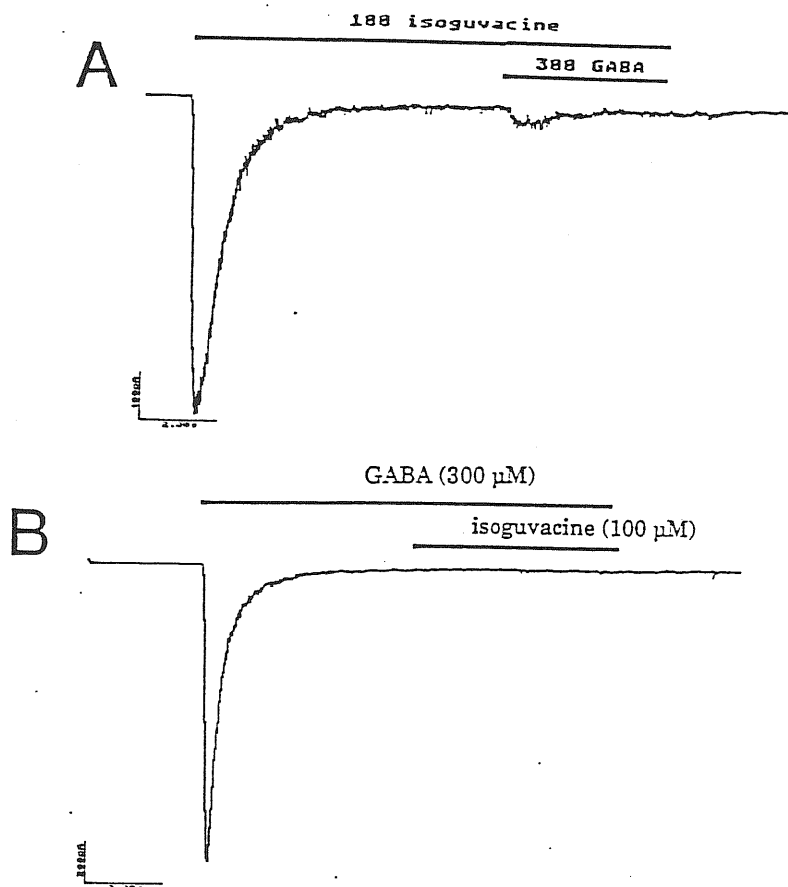 188 isoguvacine
A
388 GABA
GABA (300 µM)
B
isoguvacine (100 µM)